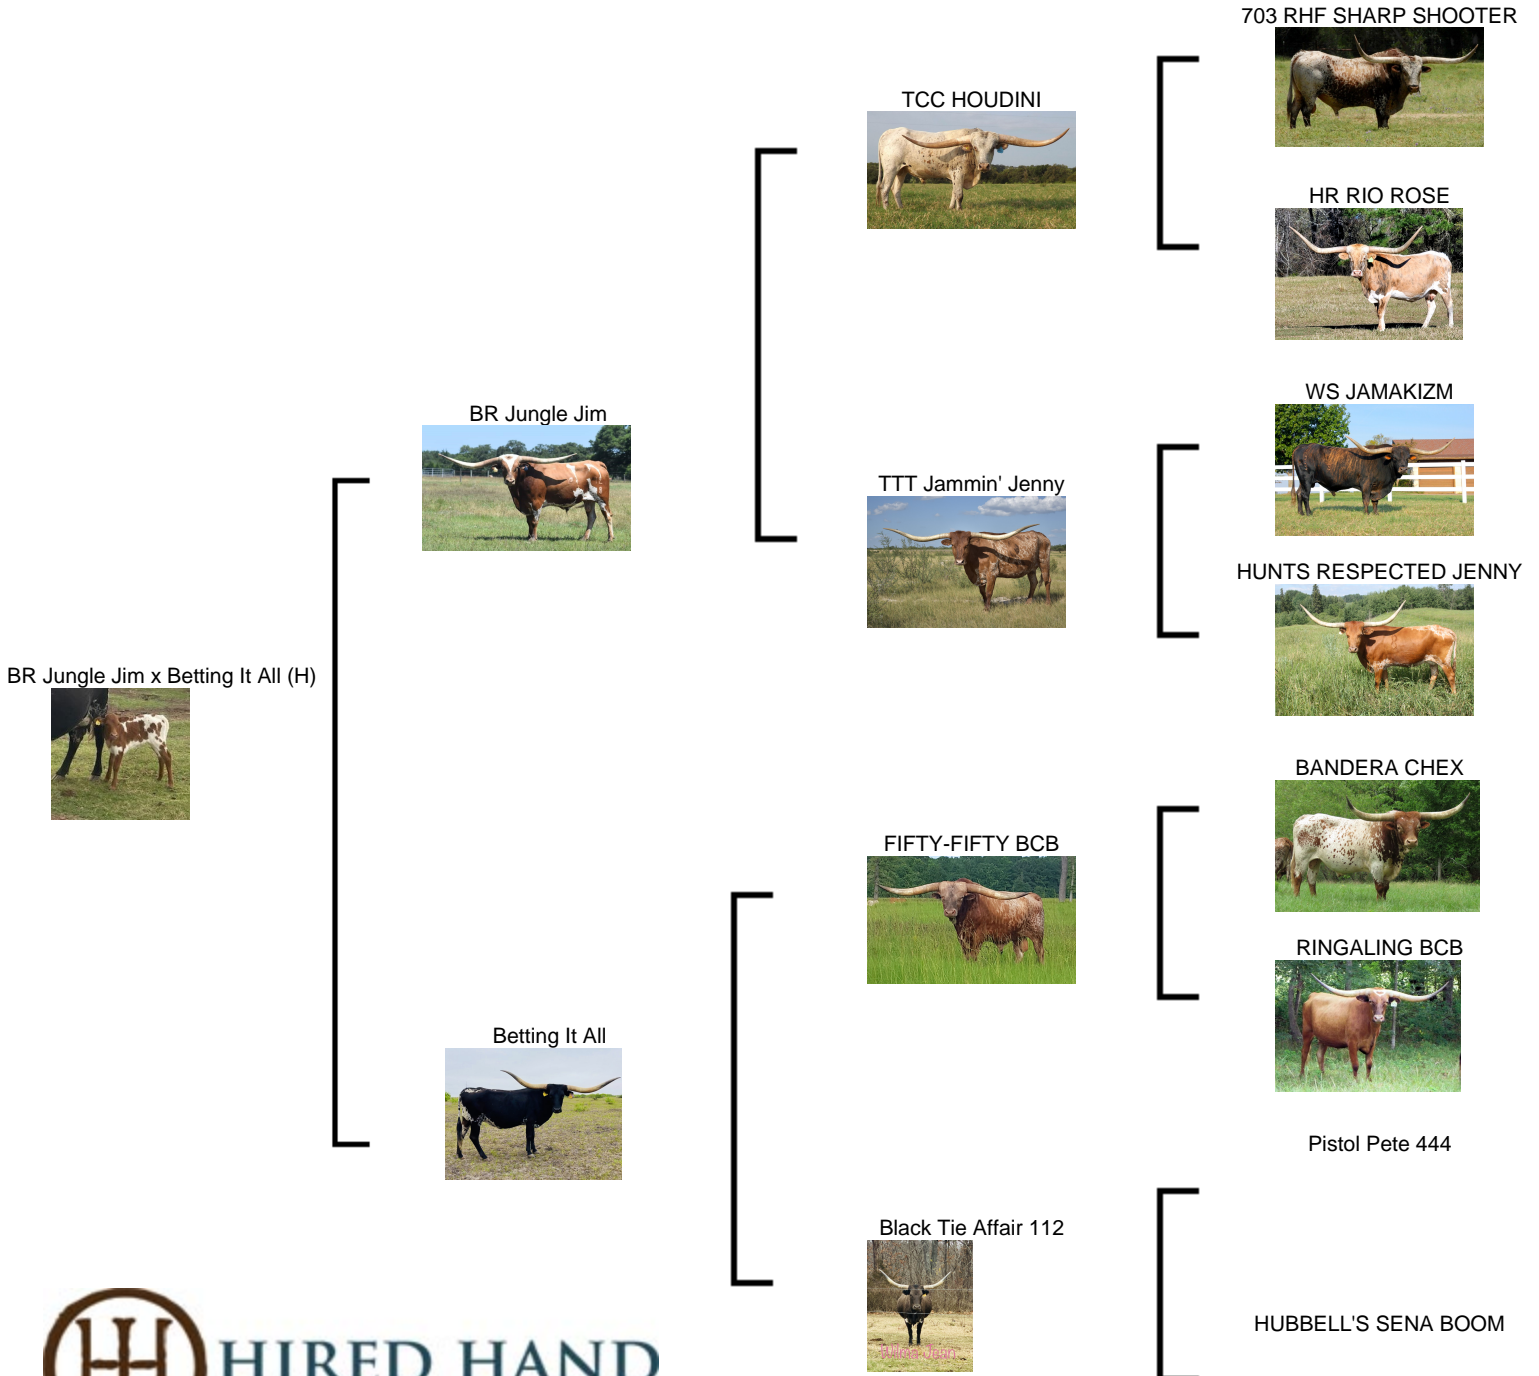 703 RHF SHARP SHOOTER
TCC HOUDINI
HR RIO ROSE
WS JAMAKIZM
BR Jungle Jim
TTT Jammin' Jenny
HUNTS RESPECTED JENNY
BR Jungle Jim x Betting It All (H)
BANDERA CHEX
FIFTY-FIFTY BCB
RINGALING BCB
Betting It All
Pistol Pete 444
Black Tie Affair 112
HUBBELL'S SENA BOOM
HIRED HAND